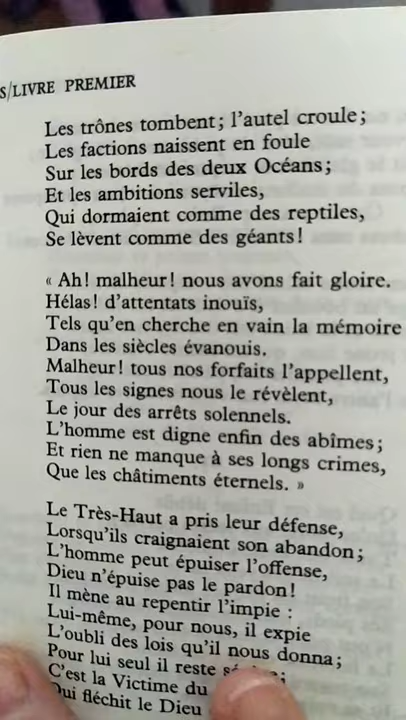 S/LIVRE PREMIER
Les trônes tombent; l'autel croule;
Les factions naissent en foule
Sur les bords des deux Océans;
Et les ambitions serviles,
Qui dormaient comme des reptiles,
Se lèvent comme des géants!
« Ah! malheur! nous avons fait gloire.
Hélas! d'attentats inouïs,
Tels qu'en cherche en vain la mémoire
Dans les siècles évanouis.
Malheur! tous nos forfaits l'appellent,
Tous les signes nous le révèlent,
Le jour des arrêts solennels.
L'homme est digne enfin des abîmes;
Et rien ne manque à ses longs crimes,
Que les châtiments éternels. »
Le Très-Haut a pris leur défense,
Lorsqu'ils craignaient son abandon;
L'homme peut épuiser l'offense,
Dieu n'épuise pas le pardon!
Il mène au repentir l'impie :
Lui-même, pour nous, il expie
L'oubli des lois qu'il nous donna;
Pour lui seul il reste
C'est la Victime du
Qui fléchit le Dieu